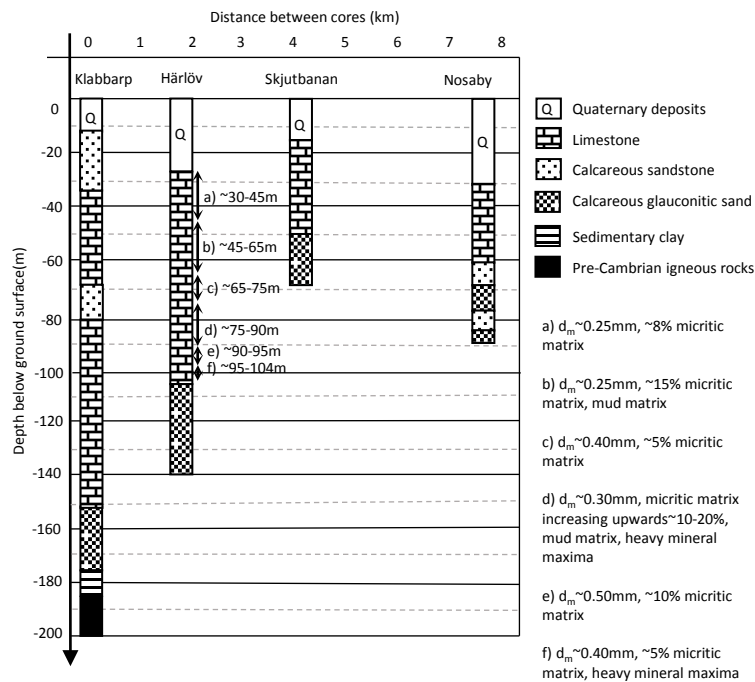 Distance between cores (km)
0 1 2 3 4 5 6 7 8
Klabbarp Härlöv Skjutbanan Nosaby
Depth below ground surface(m)
0
-20
-40
-60
-80
-100
-120
-140
-160
-180
-200
Q
Q
Q
Q
a) ~30-45m
b) ~45-65m
c) ~65-75m
d) ~75-90m
e) ~90-95m
f) ~95-104m
Q Quaternary deposits
Limestone
Calcareous sandstone
Calcareous glauconitic sand
Sedimentary clay
Pre-Cambrian igneous rocks
a) dm~0.25mm, ~8% micritic
matrix
b) dm~0.25mm, ~15% micritic
matrix, mud matrix
c) dm~0.40mm, ~5% micritic
matrix
d) dm~0.30mm, micritic matrix
increasing upwards~10-20%,
mud matrix, heavy mineral
maxima
e) dm~0.50mm, ~10% micritic
matrix
f) dm~0.40mm, ~5% micritic
matrix, heavy mineral maxima